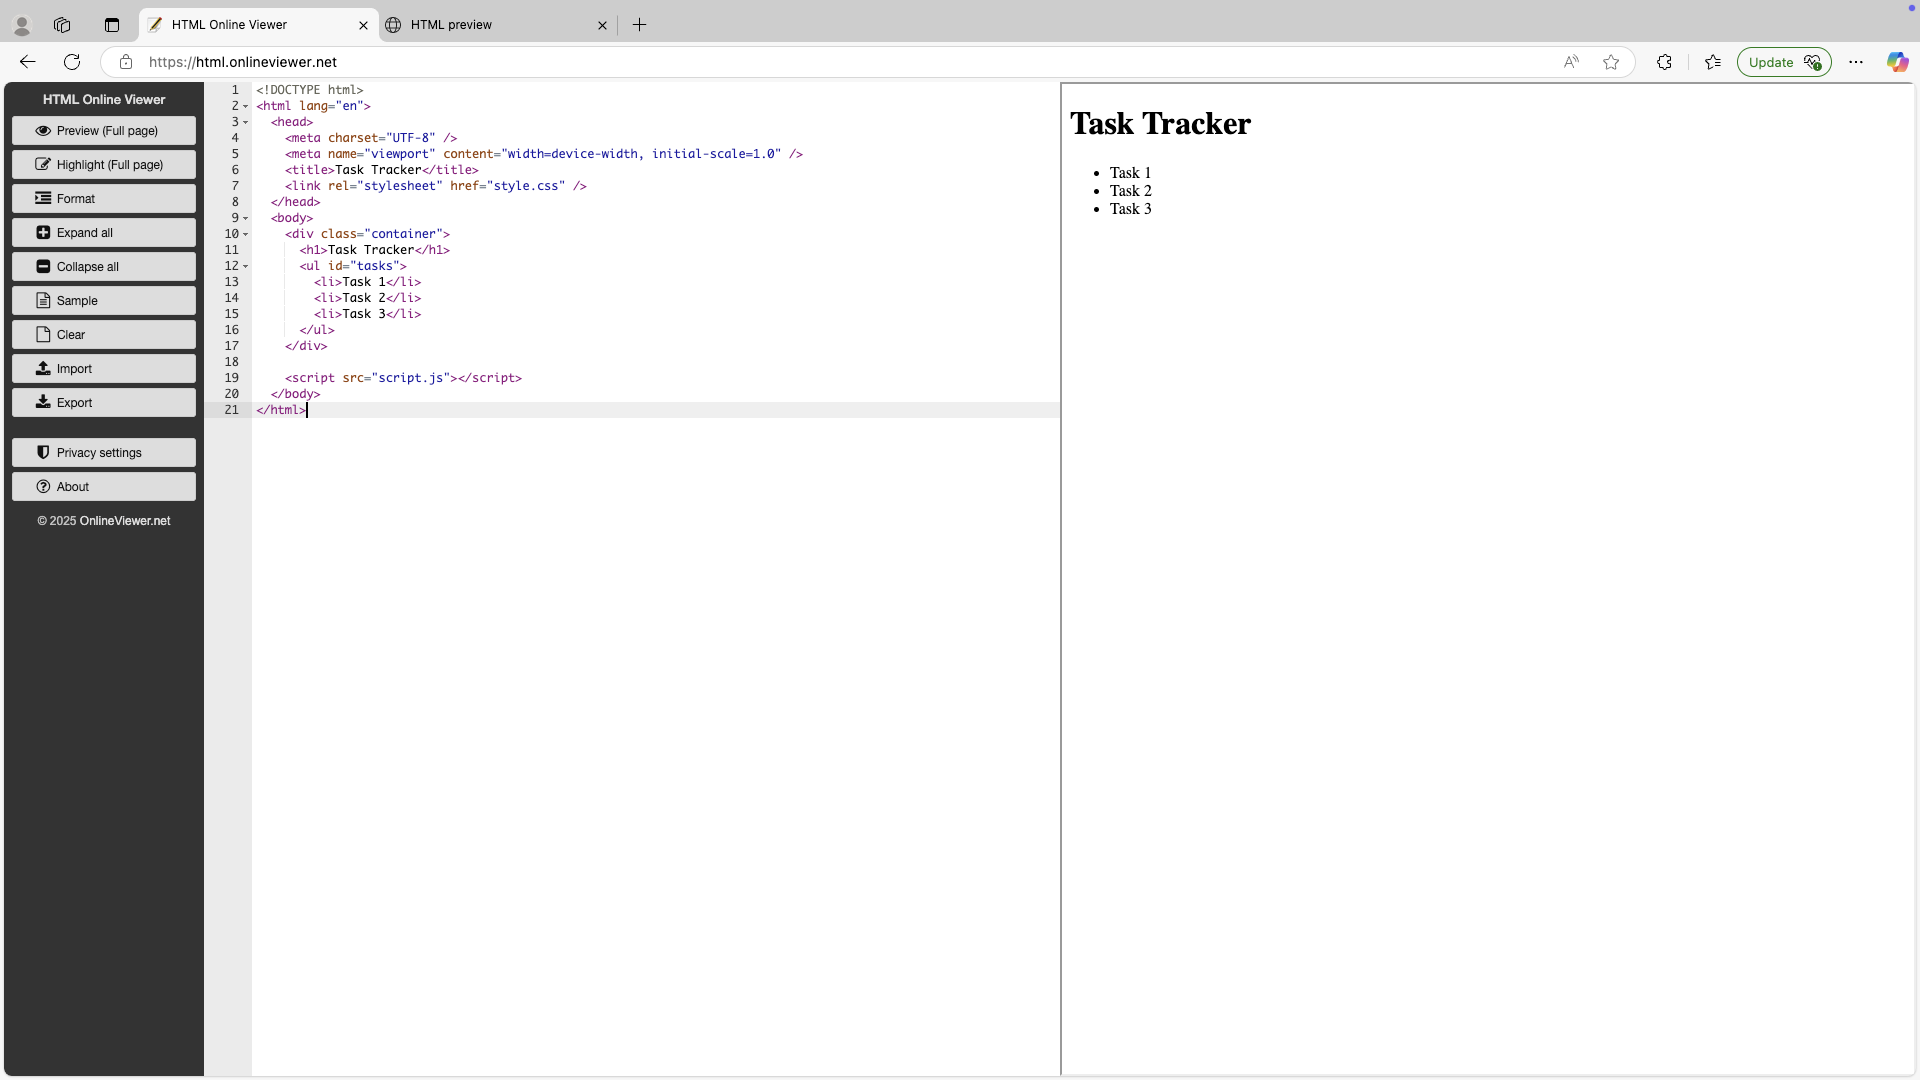 HTML Online Viewer
HTML preview
https://html.onlineviewer.net
Update
HTML Online Viewer
Preview (Full page)
Highlight (Full page)
Format
Expand all
Collapse all
Sample
Clear
Import
Export
Privacy settings
About
© 2025 OnlineViewer.net
1 <!DOCTYPE html>
2 <html lang="en">
3 <head>
4 <meta charset="UTF-8" />
5 <meta name="viewport" content="width=device-width, initial-scale=1.0" />
6 <title>Task Tracker</title>
7 <link rel="stylesheet" href="style.css" />
8 </head>
9 <body>
10 <div class="container">
11 <h1>Task Tracker</h1>
12 <ul id="tasks">
13 <li>Task 1</li>
14 <li>Task 2</li>
15 <li>Task 3</li>
16 </ul>
17 </div>
18
19 <script src="script.js"></script>
20 </body>
21 </html>
Task Tracker
• Task 1
• Task 2
• Task 3